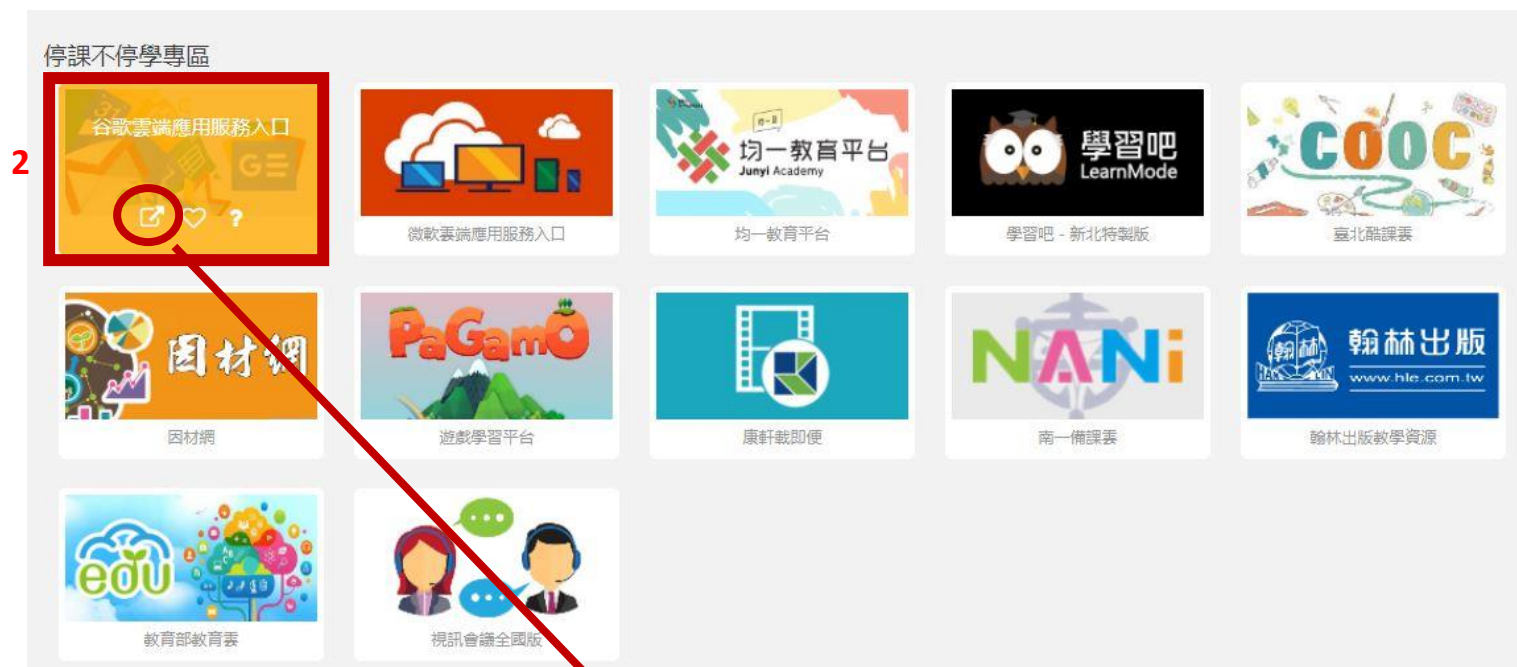 停課不停學專區
2
31
谷歌雲端應用服務入口
G
?
微軟雲端應用服務入口
均一教育平台
Junyi Academy
均一教育平台
學習吧
LearnMode
學習吧 - 新北特製版
COOC
臺北酷課雲
因材網
因材網
PaGamO
遊戲學習平台
康軒載即便
NANi
南一備課雲
翰林
HAN LIN
翰林出版
www.hle.com.tw
翰林出版教學資源
edu
教育部教育雲
視訊會議全國版